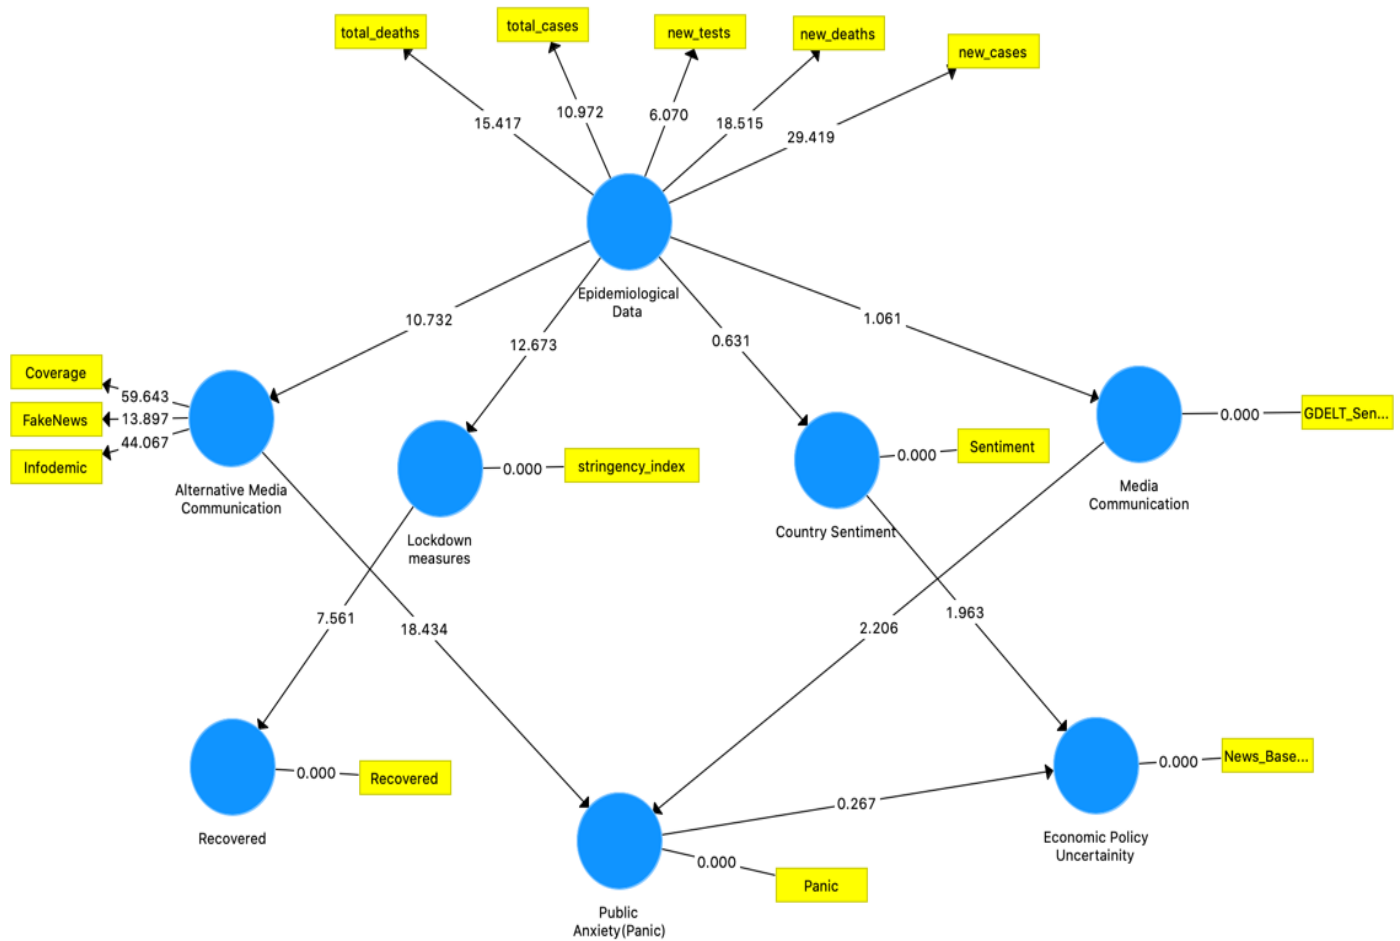 total_deaths
total_cases
new_tests
new_deaths
new_cases
15.417
10.972
6.070
18.515
29.419
Epidemiological
Data
10.732
12.673
0.631
1.061
Coverage
FakeNews
Infodemic
59.643
13.897
44.067
Alternative Media
Communication
0.000
stringency_index
Lockdown
measures
0.000
Sentiment
Country Sentiment
0.000
GDELT_Sen...
Media
Communication
7.561
18.434
2.206
1.963
0.000
Recovered
Recovered
0.267
0.000
Panic
Public
Anxiety(Panic)
0.000
News_Base...
Economic Policy
Uncertainity